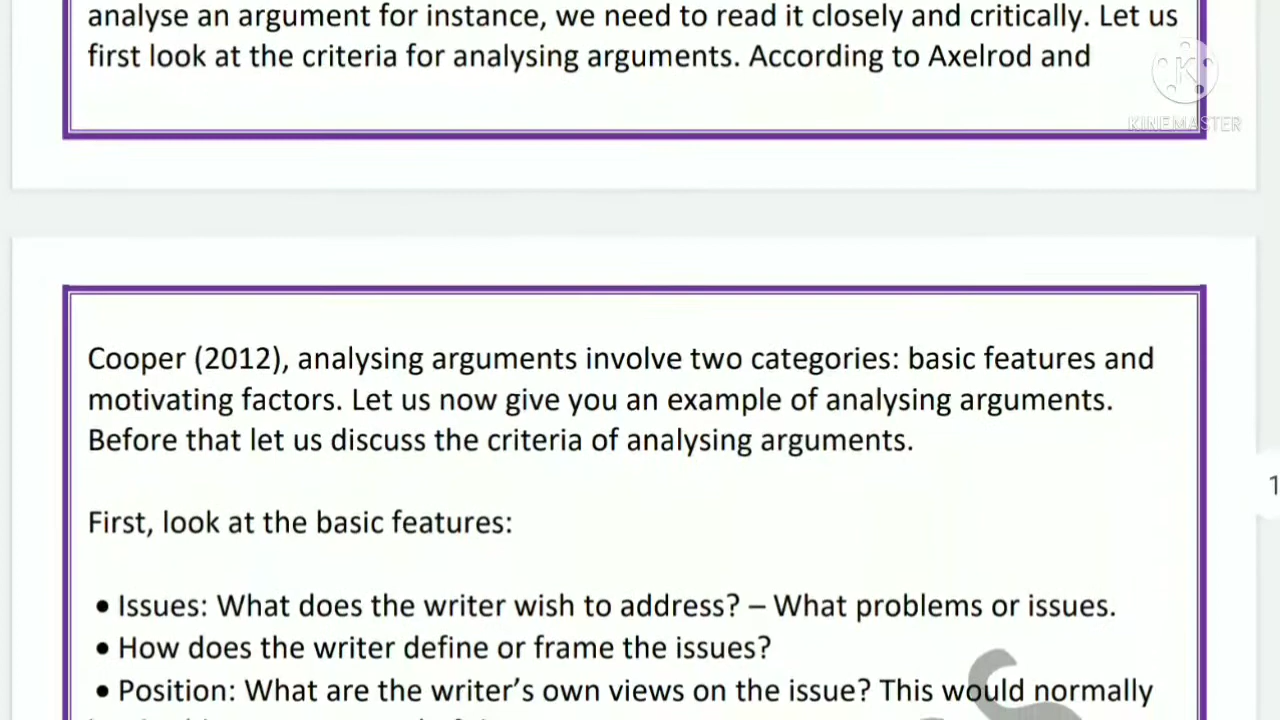 analyse an argument for instance, we need to read it closely and critically. Let us
first look at the criteria for analysing arguments. According to Axelrod and
K
KINEMASTER
Cooper (2012), analysing arguments involve two categories: basic features and
motivating factors. Let us now give you an example of analysing arguments.
Before that let us discuss the criteria of analysing arguments.
1
First, look at the basic features:
• Issues: What does the writer wish to address? – What problems or issues.
• How does the writer define or frame the issues?
• Position: What are the writer's own views on the issue? This would normally